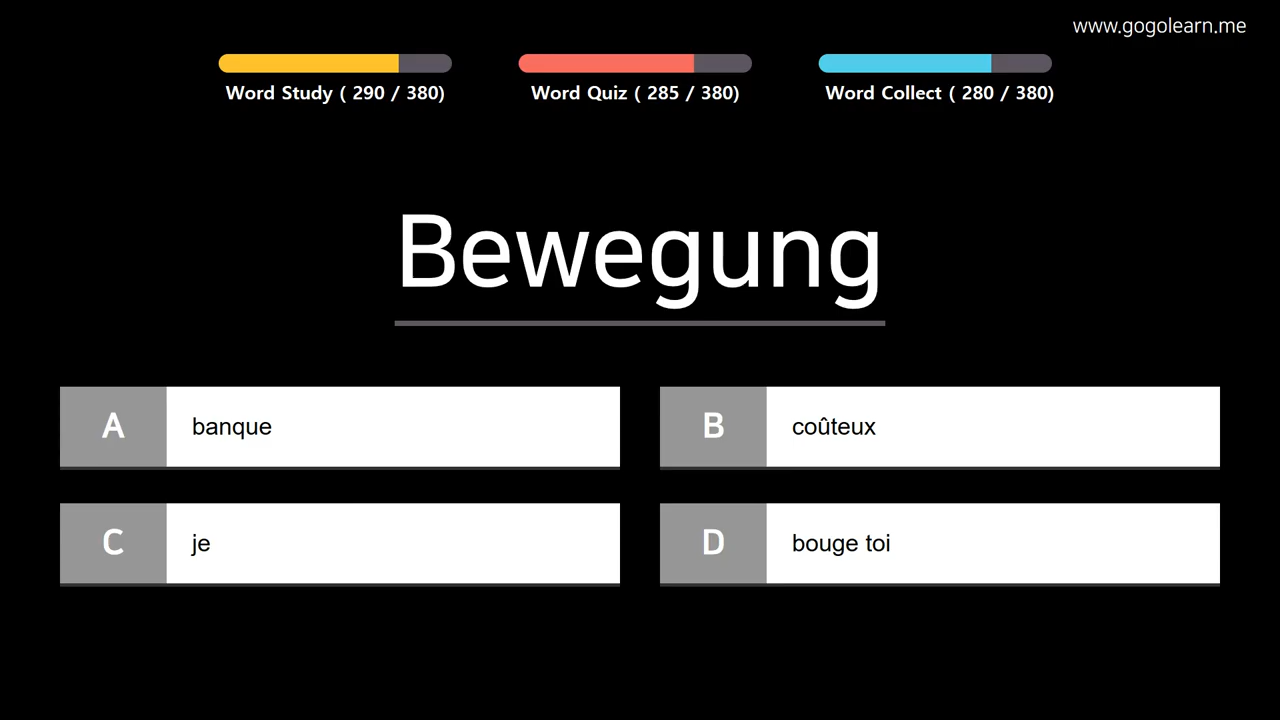 www.gogolearn.me
Word Study ( 290 / 380)
Word Quiz ( 285 / 380)
Word Collect ( 280 / 380)
Bewegung
A banque
B coûteux
C je
D bouge toi